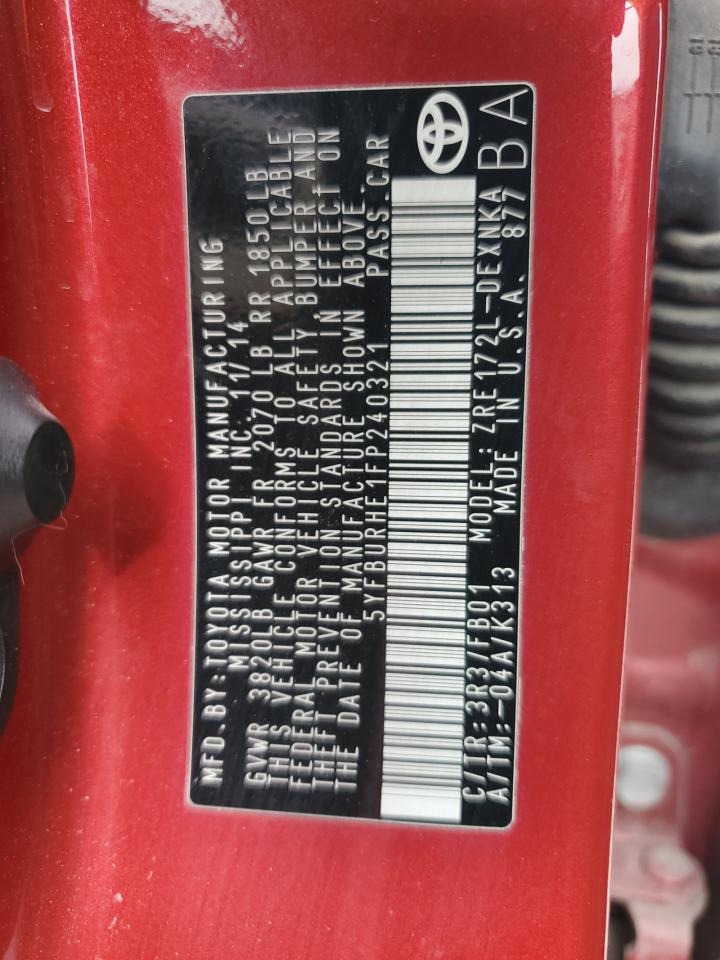 MFD.BY:TOYOTA MOTOR MANUFACTURING
MISSISSIPPI INC. 11/14
GVWR 3820LB GAWR FR 2070LB RR 1850LB
THIS VEHICLE CONFORMS TO ALL APPLICABLE
FEDERAL MOTOR VEHICLE SAFETY, BUMPER AND
THEFT PREVENTION STANDARDS IN EFFECT ON
THE DATE OF MANUFACTURE SHOWN ABOVE.
5YFBURHE1FP240321 PASS.CAR
C/TR:3R3/FB01 MODEL:ZRE172L-DEXNKA
A/TM:-04A/K313 MADE IN U.S.A. 877
BA